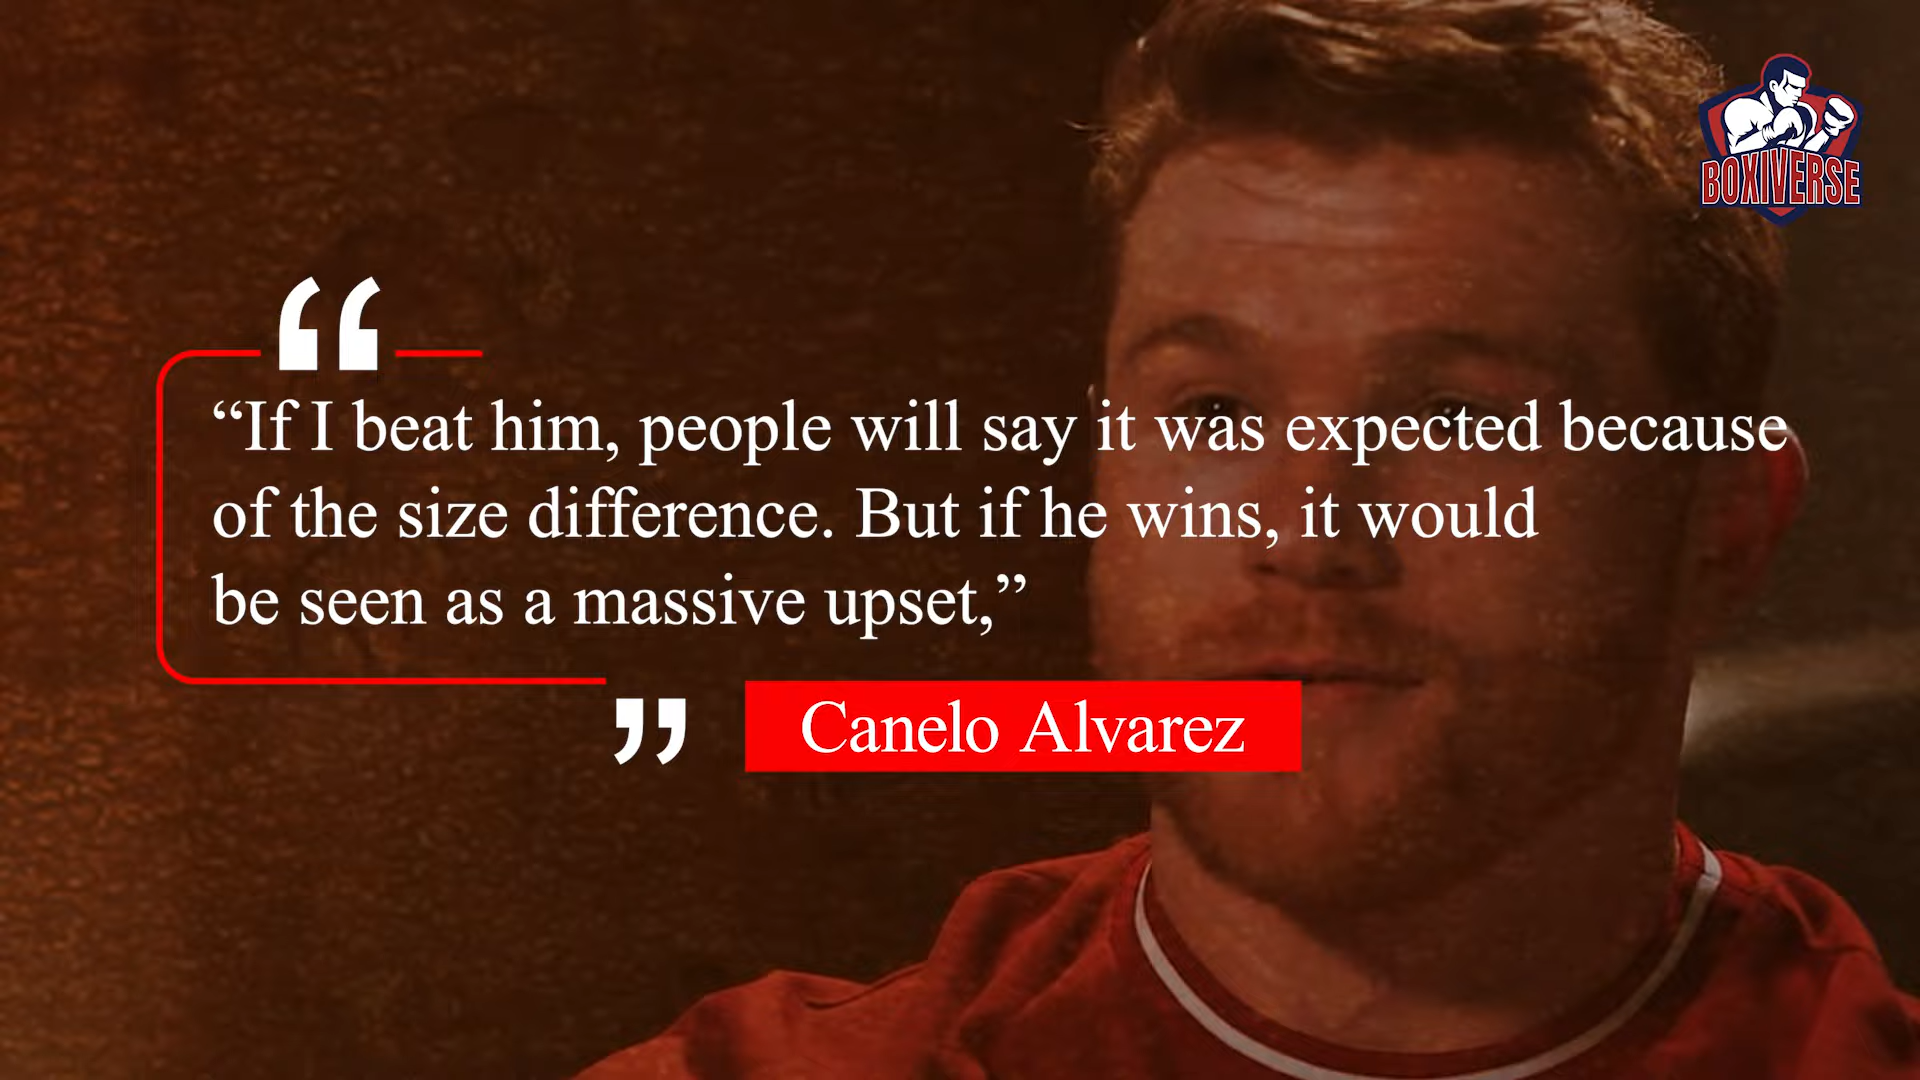 BOXIVERSE
“If I beat him, people will say it was expected because
of the size difference. But if he wins, it would
be seen as a massive upset,”
Canelo Alvarez